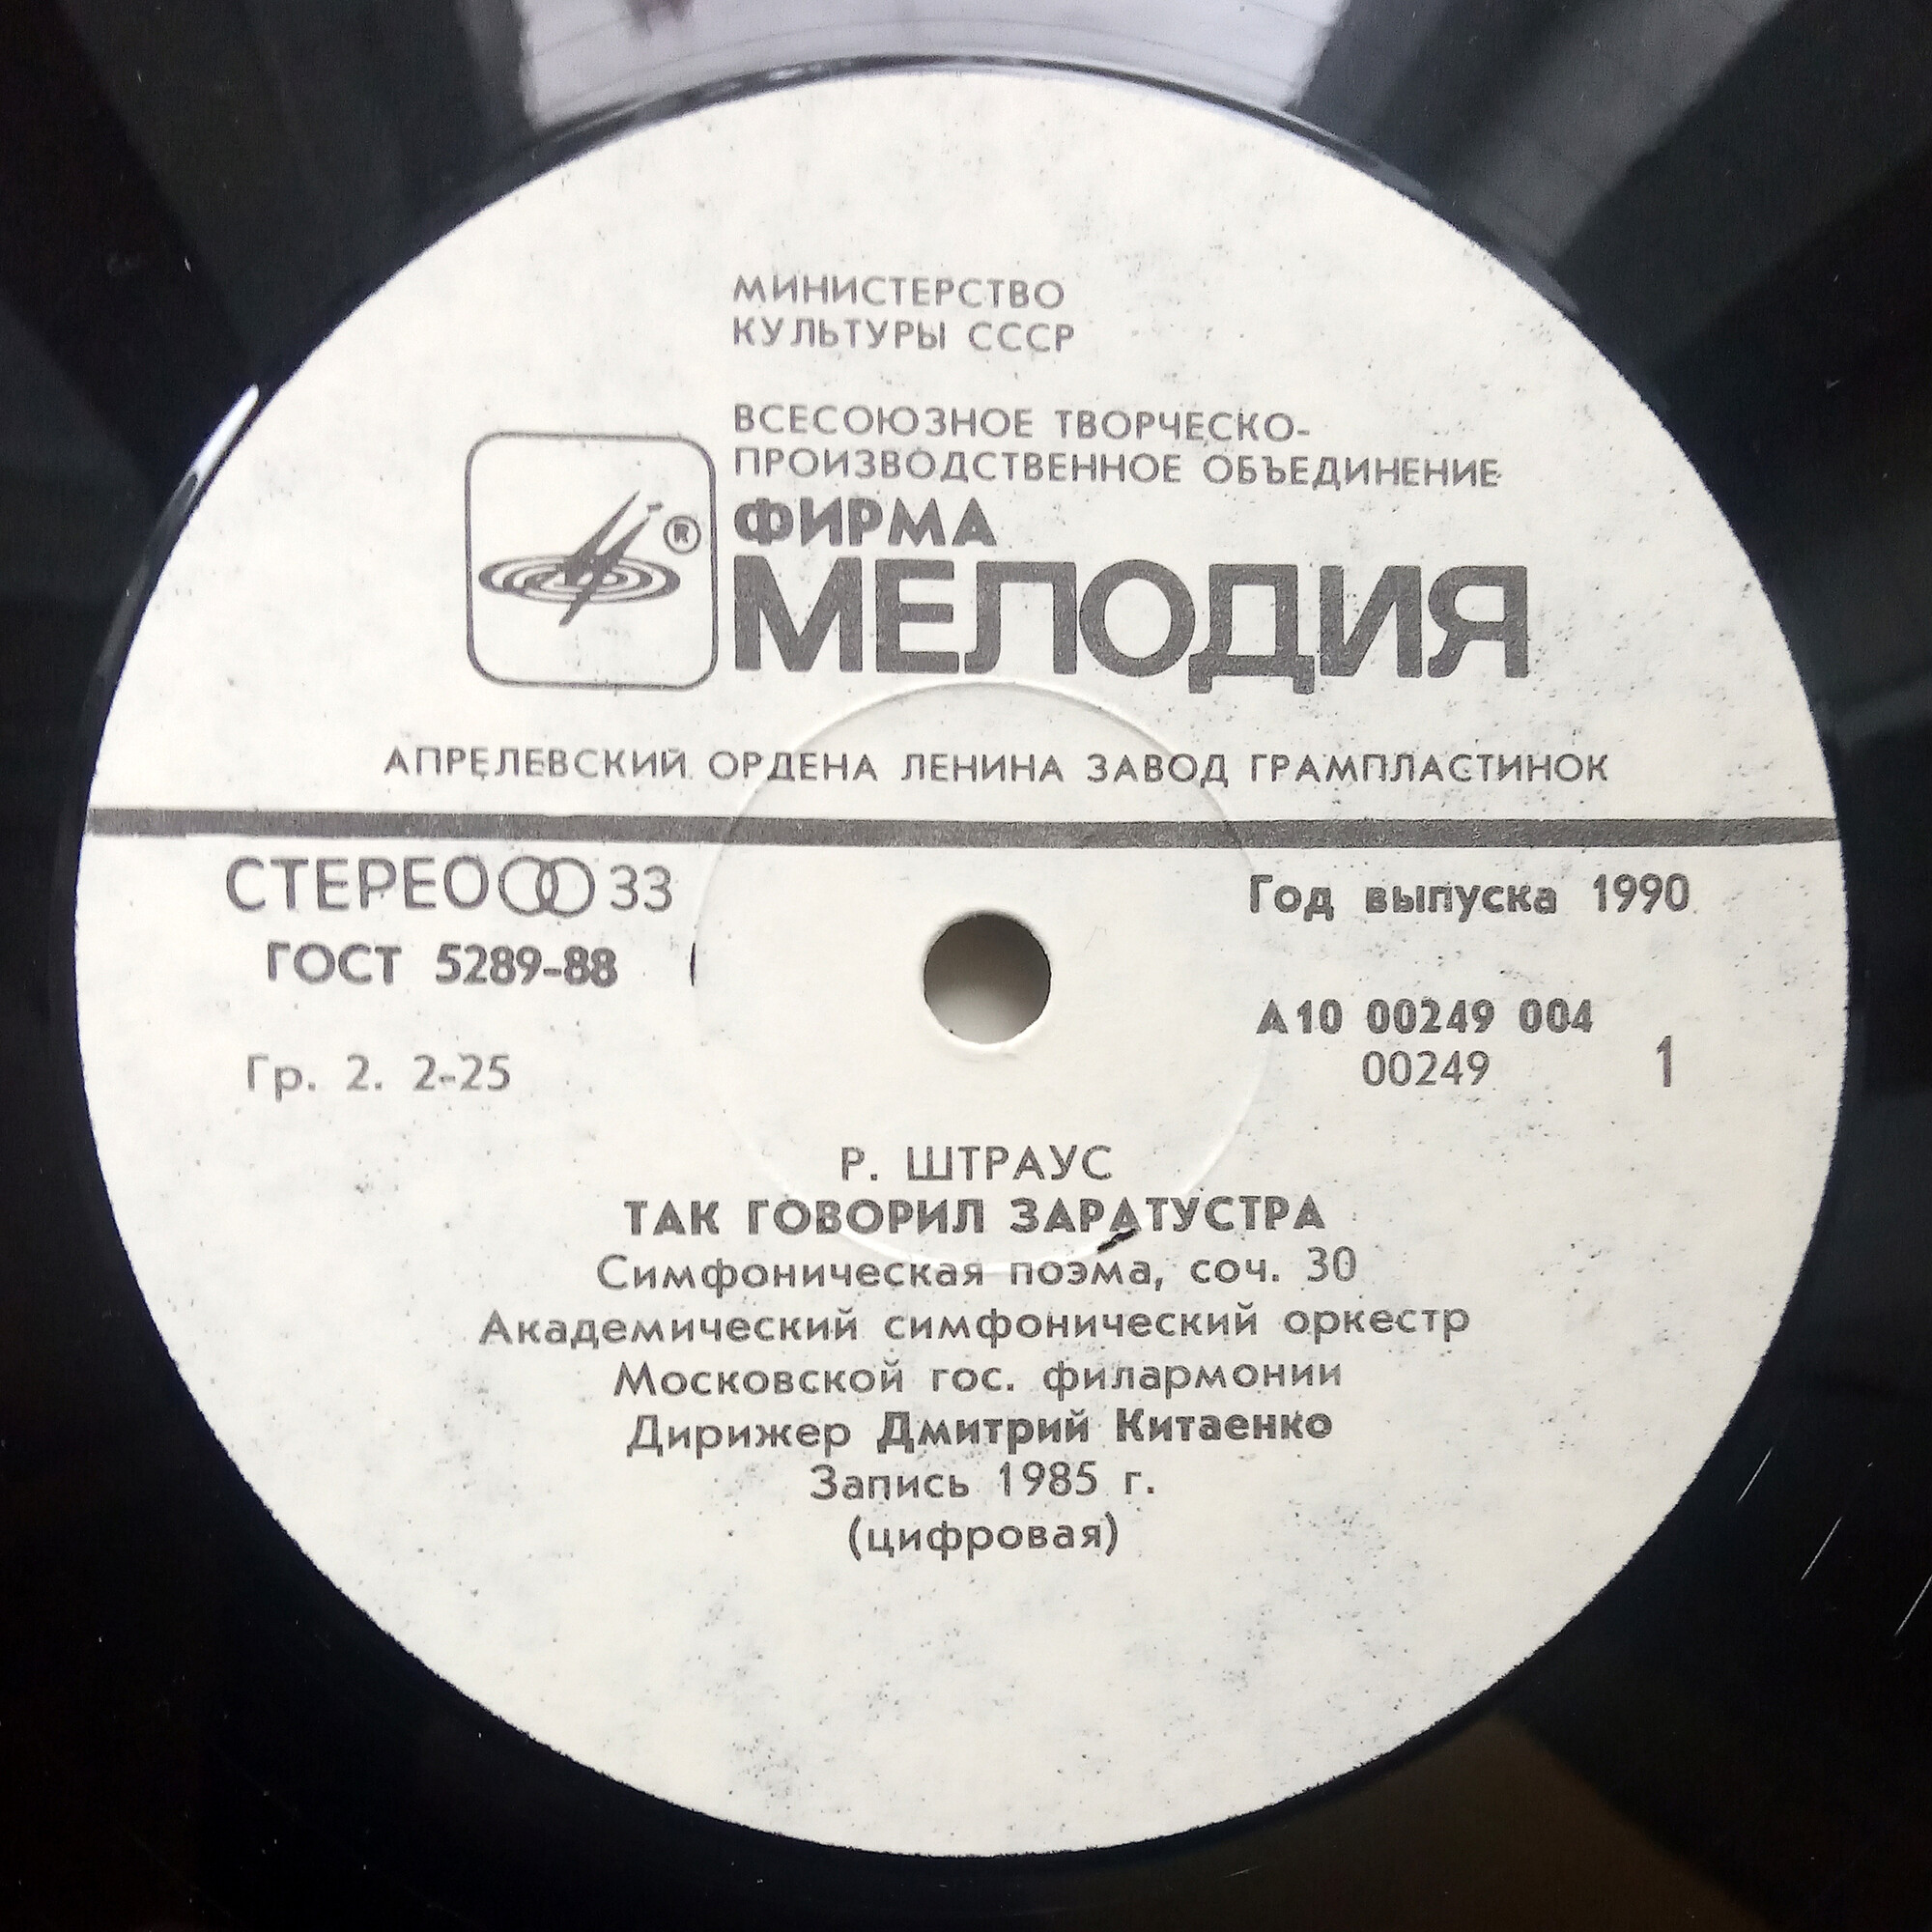 МИНИСТЕРСТВО
КУЛЬТУРЫ СССР
ВСЕСОЮЗНОЕ ТВОРЧЕСКО-
ПРОИЗВОДСТВЕННОЕ ОБЪЕДИНЕНИЕ
ФИРМА
МЕЛОДИЯ
®
АПРЕЛЕВСКИЙ ОРДЕНА ЛЕНИНА ЗАВОД ГРАМПЛАСТИНОК
СТЕРЕО 33
Год выпуска 1990
ГОСТ 5289-88
А10 00249 004
Гр. 2. 2-25
00249
1
Р. ШТРАУС
ТАК ГОВОРИЛ ЗАРАТУСТРА
Симфоническая поэма, соч. 30
Академический симфонический оркестр
Московской гос. филармонии
Дирижер Дмитрий Китаенко
Запись 1985 г.
(цифровая)